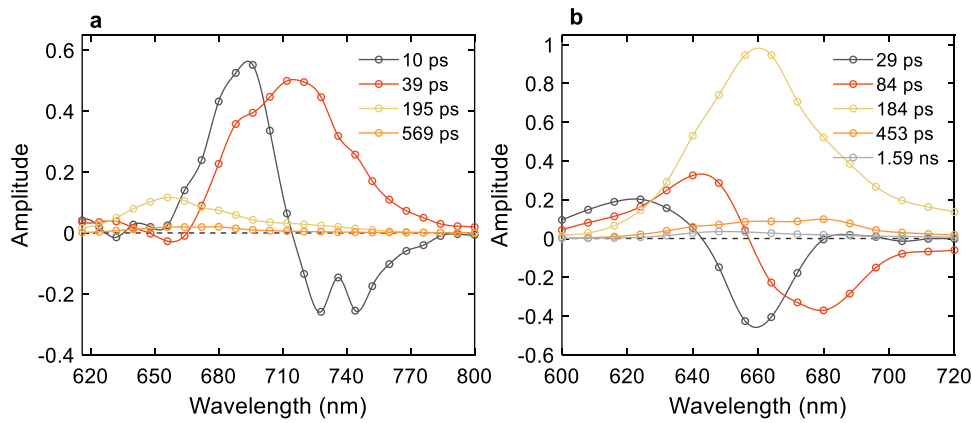 a
10 ps
39 ps
195 ps
569 ps
Amplitude
0.6
0.4
0.2
0
-0.2
-0.4
620 650 680 710 740 770 800
Wavelength (nm)
b
29 ps
84 ps
184 ps
453 ps
1.59 ns
Amplitude
1
0.8
0.6
0.4
0.2
0
-0.2
-0.4
-0.6
600 620 640 660 680 700 720
Wavelength (nm)